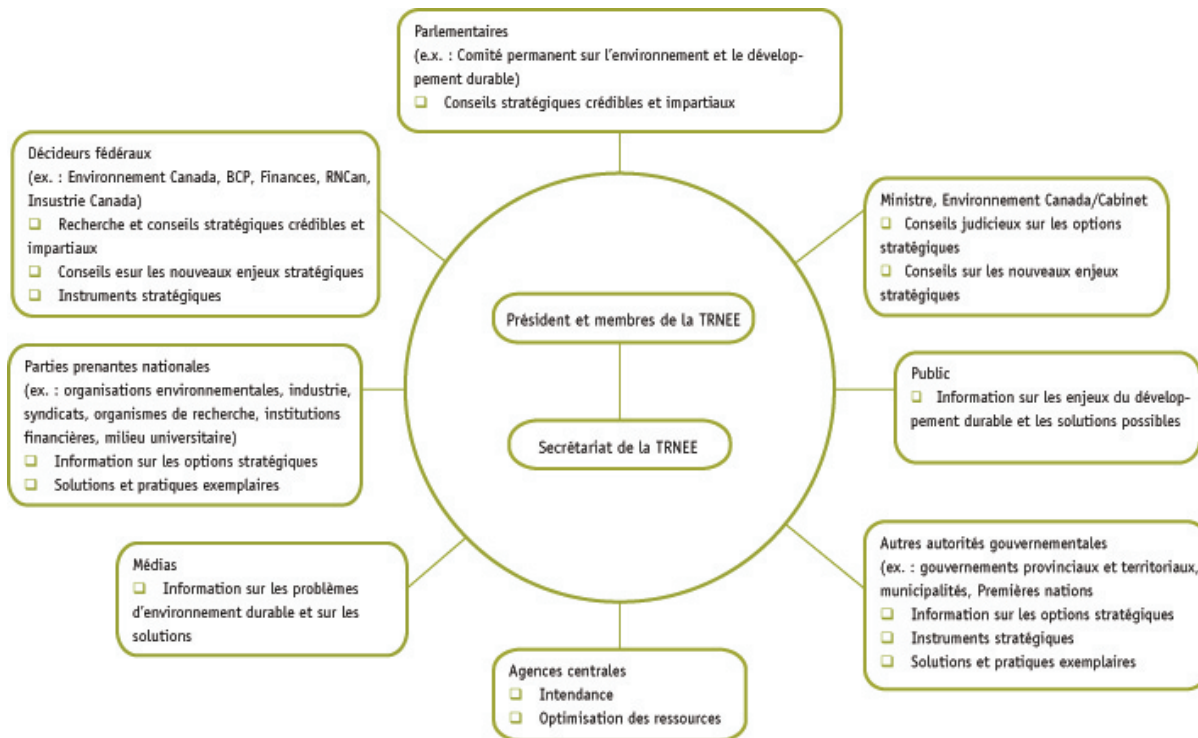 Parlementaires
(e.x. : Comité permanent sur l'environnement et le dévelop-
pement durable)
❑ Conseils stratégiques crédibles et impartiaux
Décideurs fédéraux
(ex. : Environnement Canada, BCP, Finances, RNCan,
Insustrie Canada)
❑ Recherche et conseils stratégiques crédibles et
impartiaux
❑ Conseils esur les nouveaux enjeux stratégiques
❑ Instruments stratégiques
Ministre, Environnement Canada/Cabinet
❑ Conseils judicieux sur les options
stratégiques
❑ Conseils sur les nouveaux enjeux
stratégiques
Président et membres de la TRNEE
Secrétariat de la TRNEE
Parties prenantes nationales
(ex. : organisations environnementales, industrie,
syndicats, organismes de recherche, institutions
financières, milieu universitaire)
❑ Information sur les options stratégiques
❑ Solutions et pratiques exemplaires
Public
❑ Information sur les enjeux du dévelop-
pement durable et les solutions possibles
Médias
❑ Information sur les problèmes
d'environnement durable et sur les
solutions
Autres autorités gouvernementales
(ex. : gouvernements provinciaux et territoriaux,
municipalités, Premières nations
❑ Information sur les options stratégiques
❑ Instruments stratégiques
❑ Solutions et pratiques exemplaires
Agences centrales
❑ Intendance
❑ Optimisation des ressources